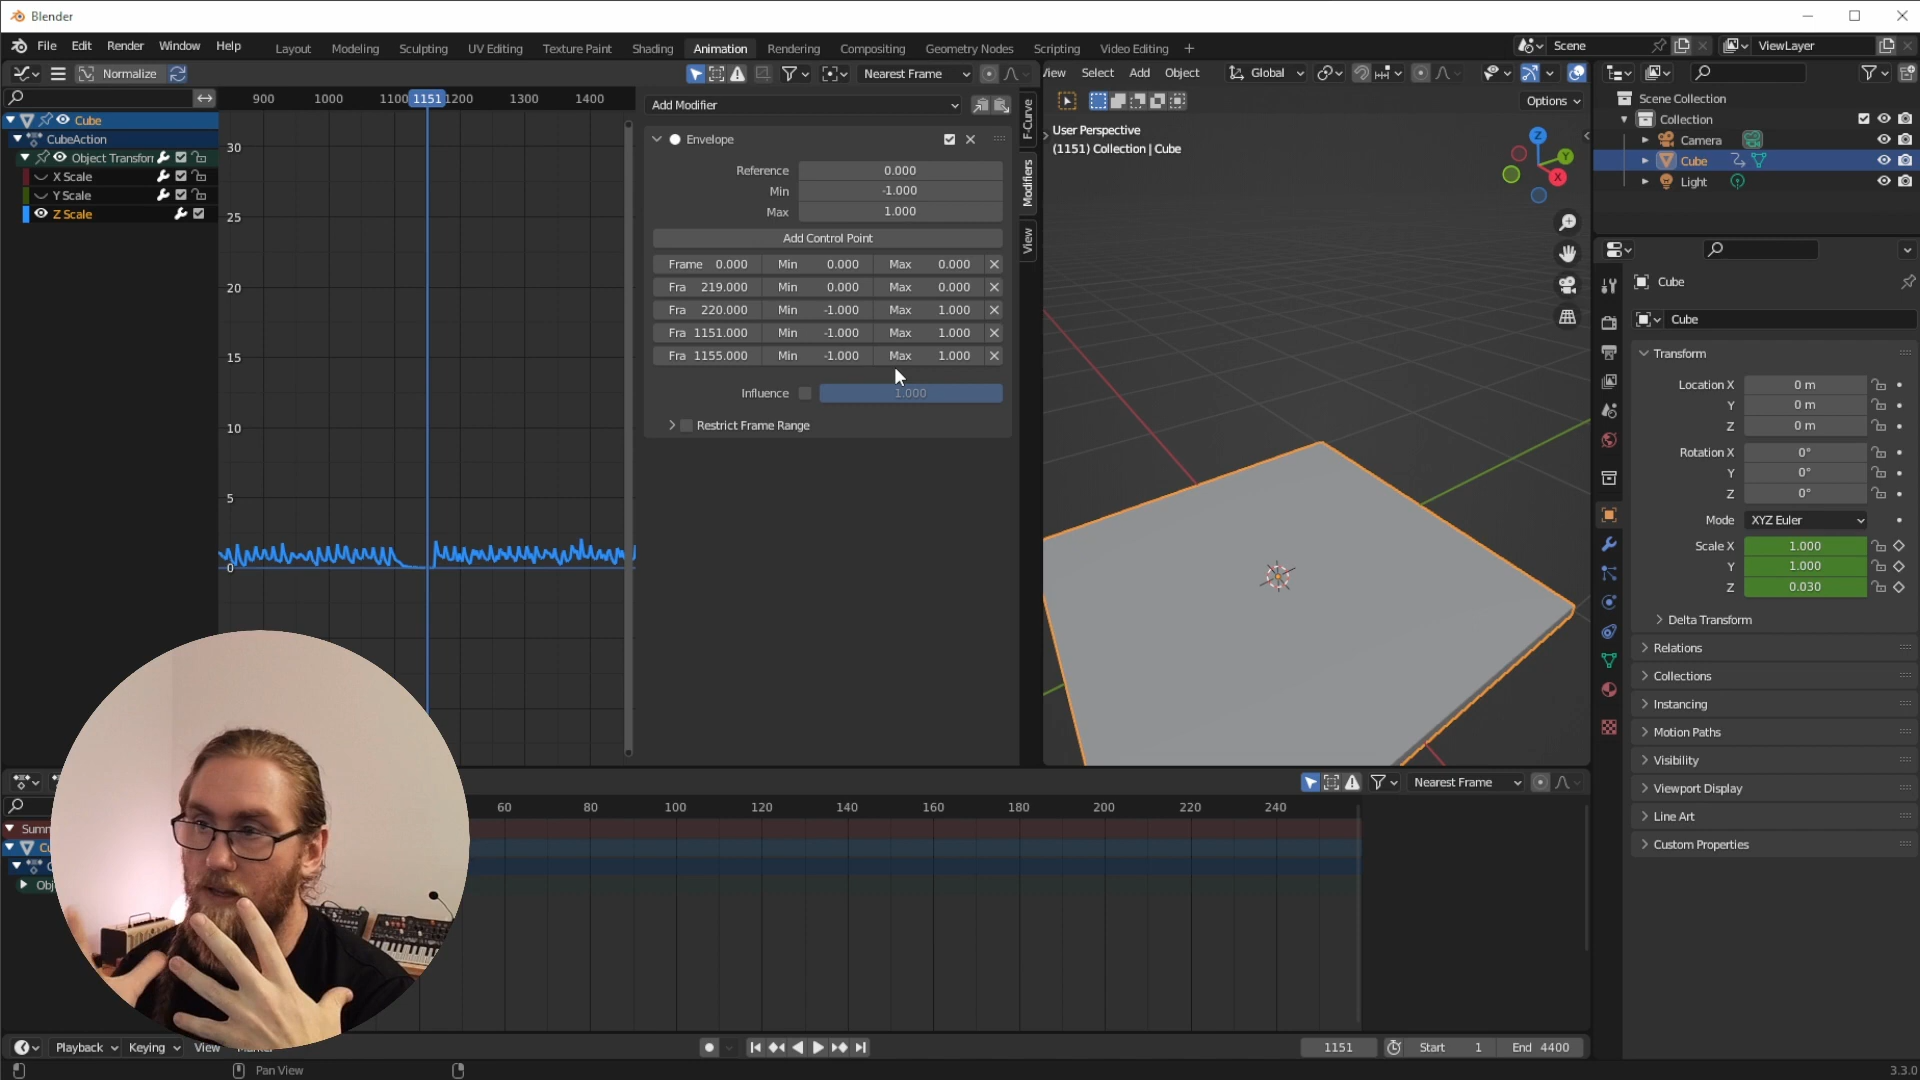 Blender
File Edit Render Window Help
Layout Modeling Sculpting UV Editing Texture Paint Shading Animation Rendering Compositing Geometry Nodes Scripting Video Editing +
Scene
ViewLayer
Normalize
Nearest Frame
View Select Add Object
Global
900 1000 1100 1151 1200 1300 1400
Cube
CubeAction
Object Transform
X Scale
Y Scale
Z Scale
30
25
20
15
10
5
0
Add Modifier
Envelope
Reference 0.000
Min -1.000
Max 1.000
Add Control Point
Frame 0.000 Min 0.000 Max 0.000
Fra 219.000 Min 0.000 Max 0.000
Fra 220.000 Min -1.000 Max 1.000
Fra 1151.000 Min -1.000 Max 1.000
Fra 1155.000 Min -1.000 Max 1.000
Influence 1.000
Restrict Frame Range
F-Curve
Modifiers
View
Options
User Perspective
(1151) Collection | Cube
Z
Y
X
Scene Collection
Collection
Camera
Cube
Light
Cube
Cube
Transform
Location X 0 m
Y 0 m
Z 0 m
Rotation X 0°
Y 0°
Z 0°
Mode XYZ Euler
Scale X 1.000
Y 1.000
Z 0.030
Delta Transform
Relations
Collections
Instancing
Motion Paths
Visibility
Viewport Display
Line Art
Custom Properties
Nearest Frame
60 80 100 120 140 160 180 200 220 240
Summ
Cu
Obj
Playback Keying View
1151 Start 1 End 4400
Pan View
3.3.0